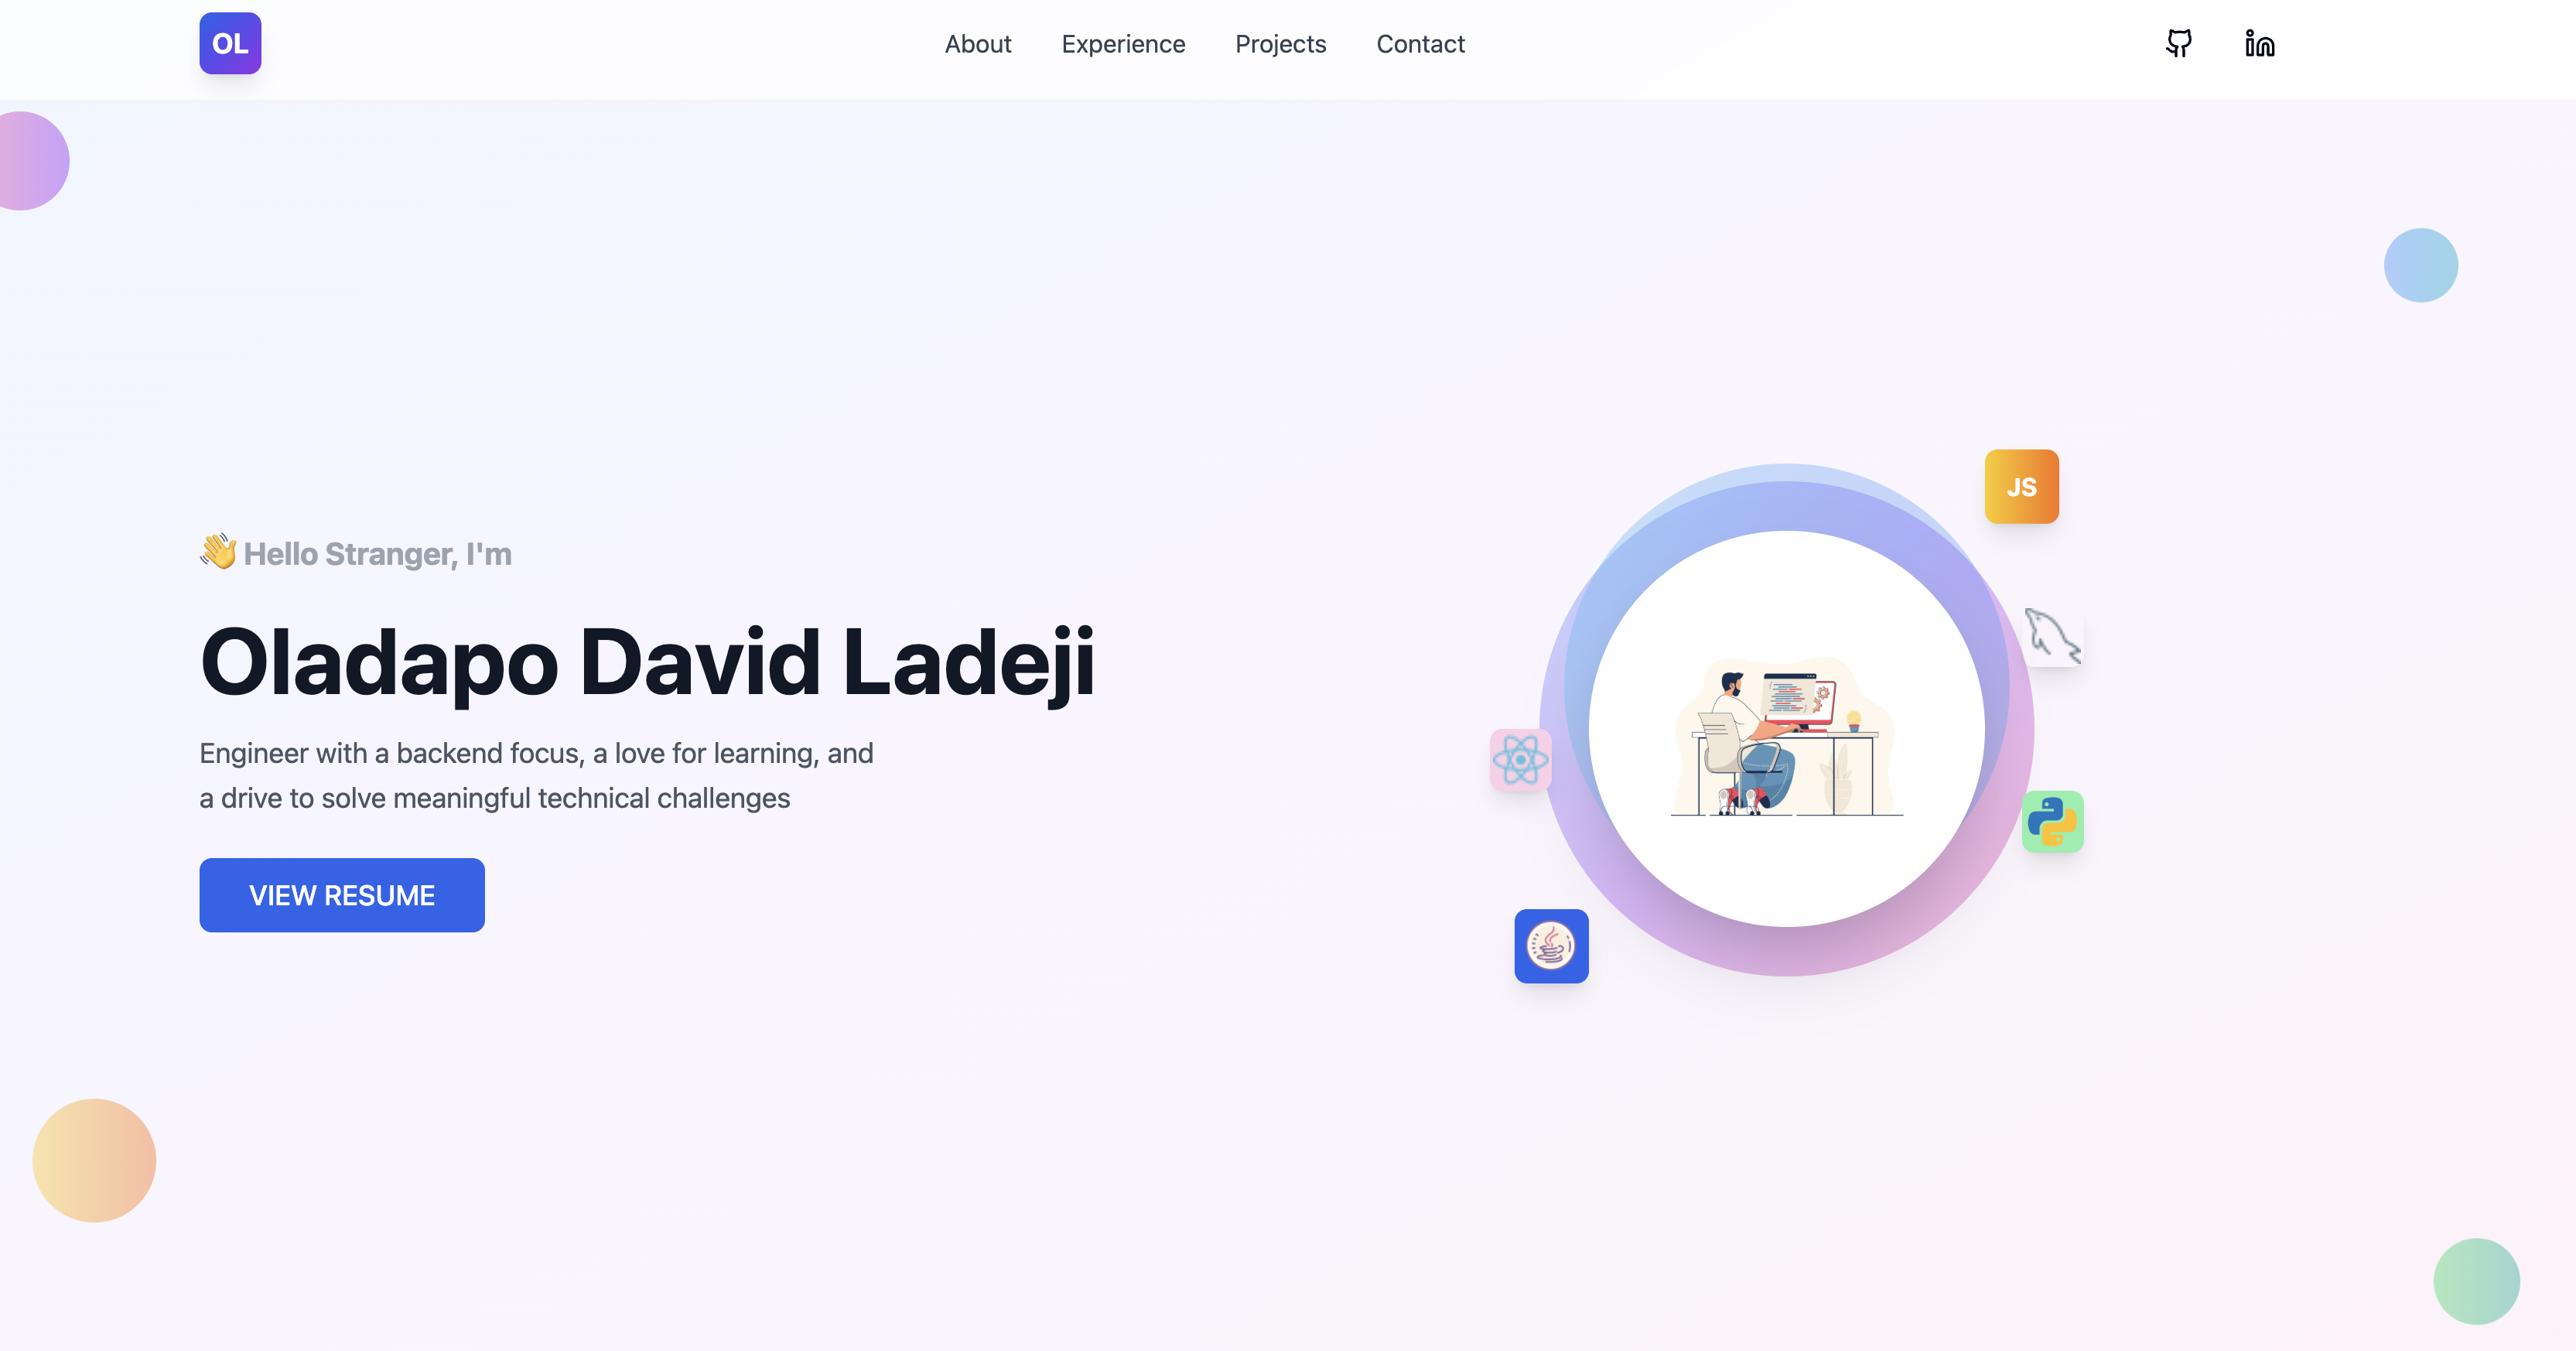 OL
About
Experience
Projects
Contact
👋 Hello Stranger, I'm
Oladapo David Ladeji
Engineer with a backend focus, a love for learning, and
a drive to solve meaningful technical challenges
VIEW RESUME
JS
in